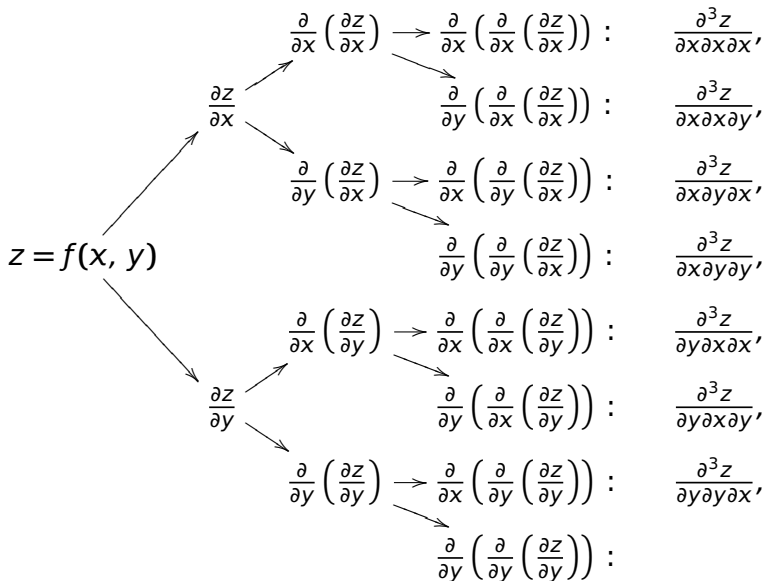 ∂/∂x (∂z/∂x) → ∂/∂x (∂/∂x (∂z/∂x)) : ∂³z/∂x∂x∂x,
∂z/∂x ∂/∂y (∂/∂x (∂z/∂x)) : ∂³z/∂x∂x∂y,
∂/∂y (∂z/∂x) → ∂/∂x (∂/∂y (∂z/∂x)) : ∂³z/∂x∂y∂x,
z = f(x, y) ∂/∂y (∂/∂y (∂z/∂x)) : ∂³z/∂x∂y∂y,
∂/∂x (∂z/∂y) → ∂/∂x (∂/∂x (∂z/∂y)) : ∂³z/∂y∂x∂x,
∂z/∂y ∂/∂y (∂/∂x (∂z/∂y)) : ∂³z/∂y∂x∂y,
∂/∂y (∂z/∂y) → ∂/∂x (∂/∂y (∂z/∂y)) : ∂³z/∂y∂y∂x,
∂/∂y (∂/∂y (∂z/∂y)) :